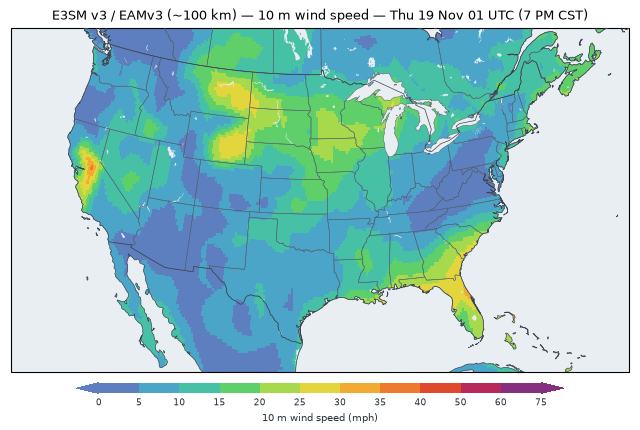 E3SM v3 / EAMv3 (~100 km) — 10 m wind speed — Thu 19 Nov 01 UTC (7 PM CST)
0 5 10 15 20 25 30 35 40 50 60 75
10 m wind speed (mph)